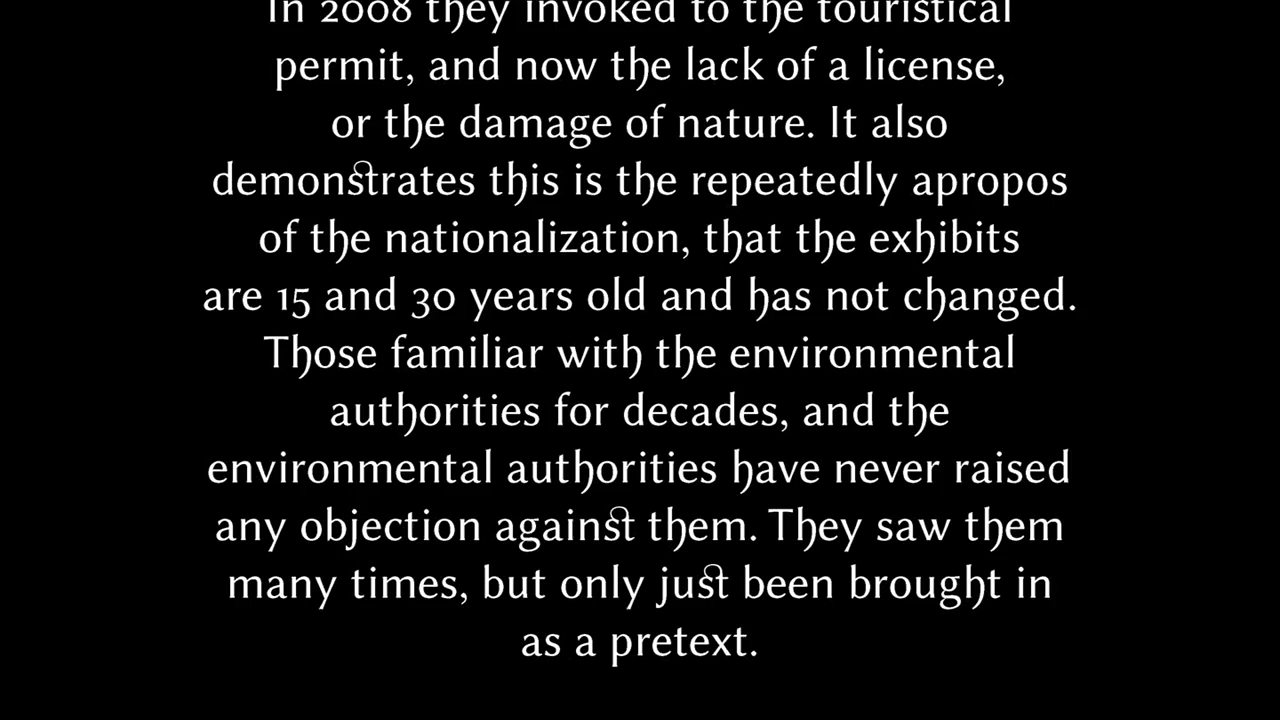 In 2008 they invoked to the touristical
permit, and now the lack of a license,
or the damage of nature. It also
demonstrates this is the repeatedly apropos
of the nationalization, that the exhibits
are 15 and 30 years old and has not changed.
Those familiar with the environmental
authorities for decades, and the
environmental authorities have never raised
any objection against them. They saw them
many times, but only just been brought in
as a pretext.